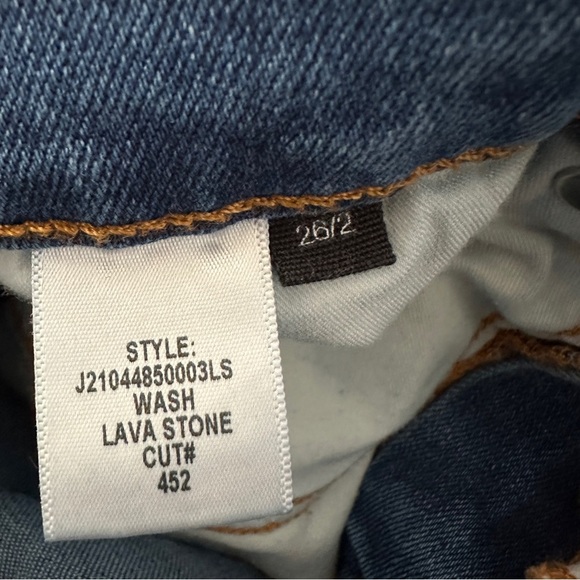 26/2
STYLE:
J21044850003LS
WASH
LAVA STONE
CUT#
452